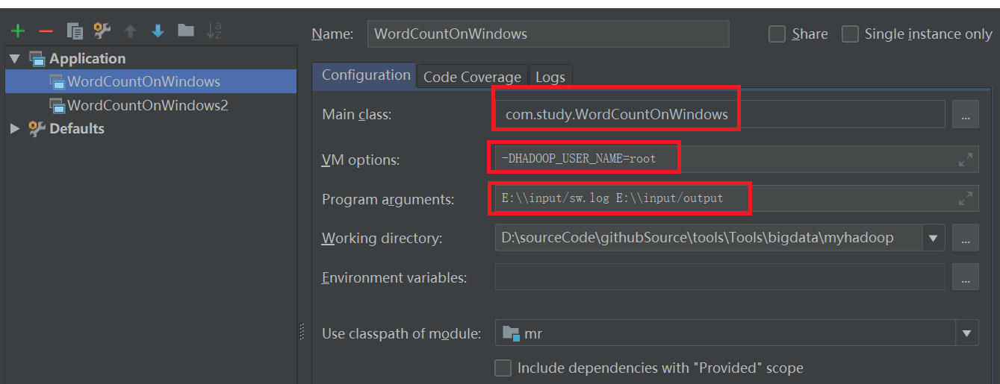 Name: WordCountOnWindows Share Single instance only
Application
WordCountOnWindows
WordCountOnWindows2
Defaults
Configuration Code Coverage Logs
Main class: com.study.WordCountOnWindows ...
VM options: -DHADOOP_USER_NAME=root
Program arguments: E:\\input/sw.log E:\\input/output
Working directory: D:\sourceCode\githubSource\tools\Tools\bigdata\myhadoop ...
Environment variables: ...
Use classpath of module: mr
Include dependencies with "Provided" scope